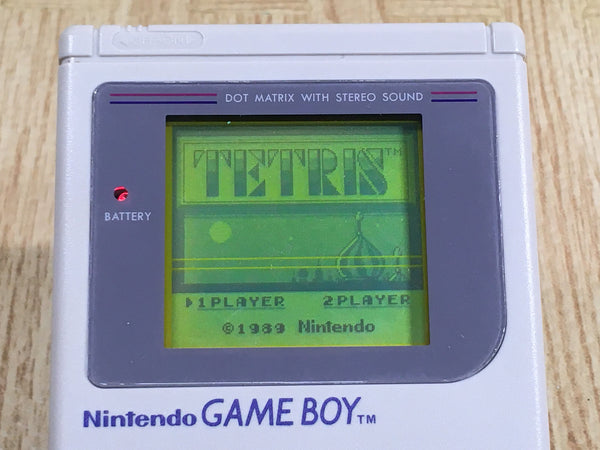 DOT MATRIX WITH STEREO SOUND
TETRIS™
BATTERY
▶1PLAYER 2PLAYER
©1989 Nintendo
Nintendo GAME BOY™